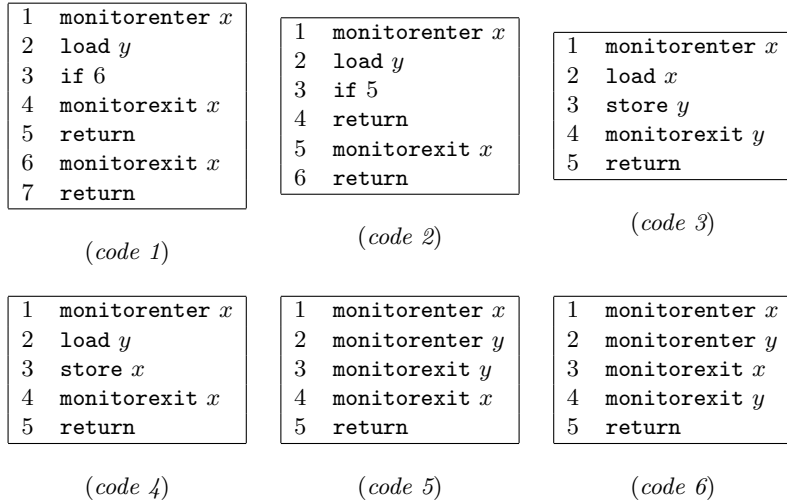 1 monitorenter x
2 load y
3 if 6
4 monitorexit x
5 return
6 monitorexit x
7 return
(code 1)
1 monitorenter x
2 load y
3 if 5
4 return
5 monitorexit x
6 return
(code 2)
1 monitorenter x
2 load x
3 store y
4 monitorexit y
5 return
(code 3)
1 monitorenter x
2 load y
3 store x
4 monitorexit x
5 return
(code 4)
1 monitorenter x
2 monitorenter y
3 monitorexit y
4 monitorexit x
5 return
(code 5)
1 monitorenter x
2 monitorenter y
3 monitorexit x
4 monitorexit y
5 return
(code 6)